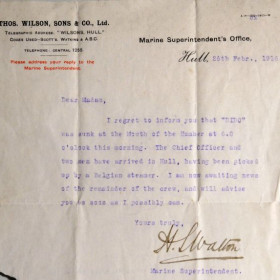 THOS. WILSON, SONS & CO., Ltd.
TELEGRAPHIC ADDRESS, "WILSONS, HULL."
CODES USED-SCOTT'S, WATKINS & A.B.C.
TELEPHONE: CENTRAL
Please address your reply to the
Marine Superintendent.
Marine Superintendent's Office,
Hull, Febr., 191
Dear Madam,
I regret to inform you that
was sunk at the Mouth of the Humber at
o'clock this morning. The Chief Officer and
two men have arrived in Hull, having been picked
up by a Belgian steamer. I am now awaiting news
of the remainder of the crew, and will advise
you as soon as I possibly can.
Yours truly,
Marine Superintendent.